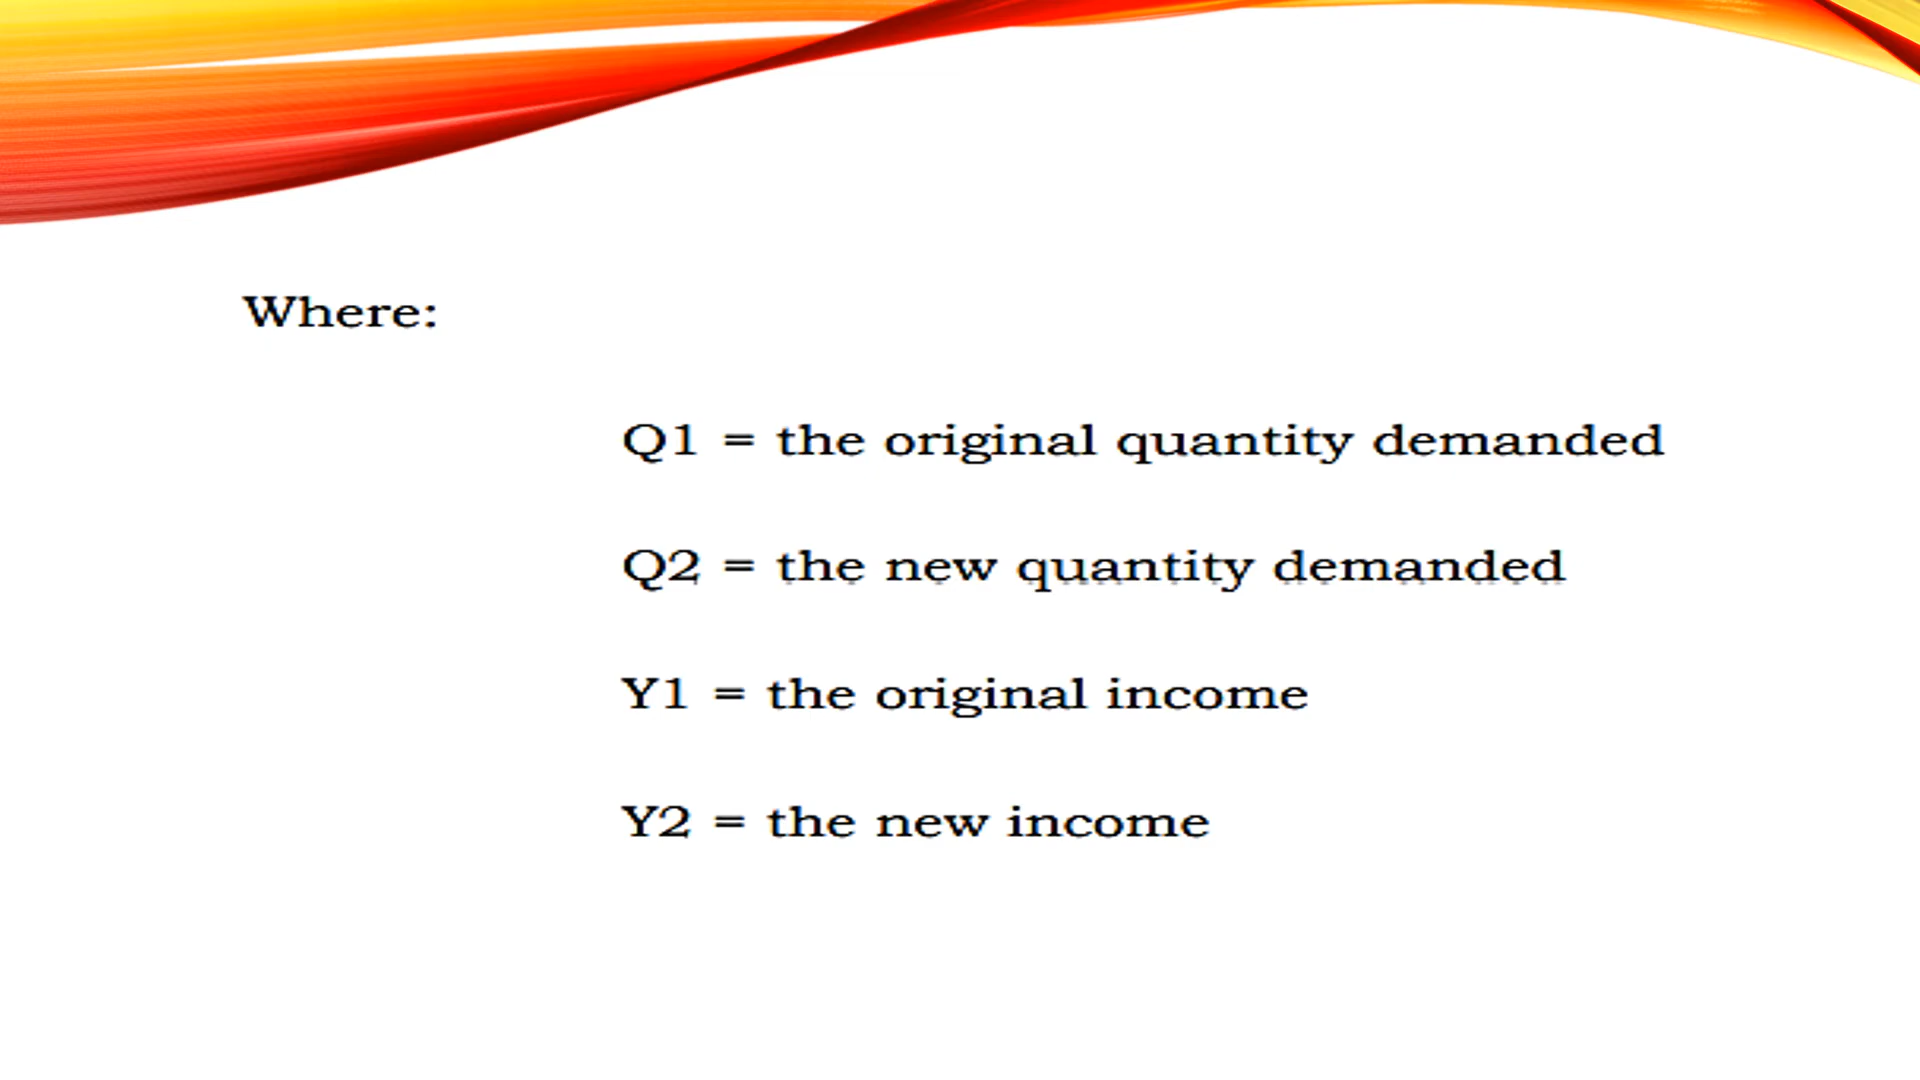 Where:
Q1 = the original quantity demanded
Q2 = the new quantity demanded
Y1 = the original income
Y2 = the new income